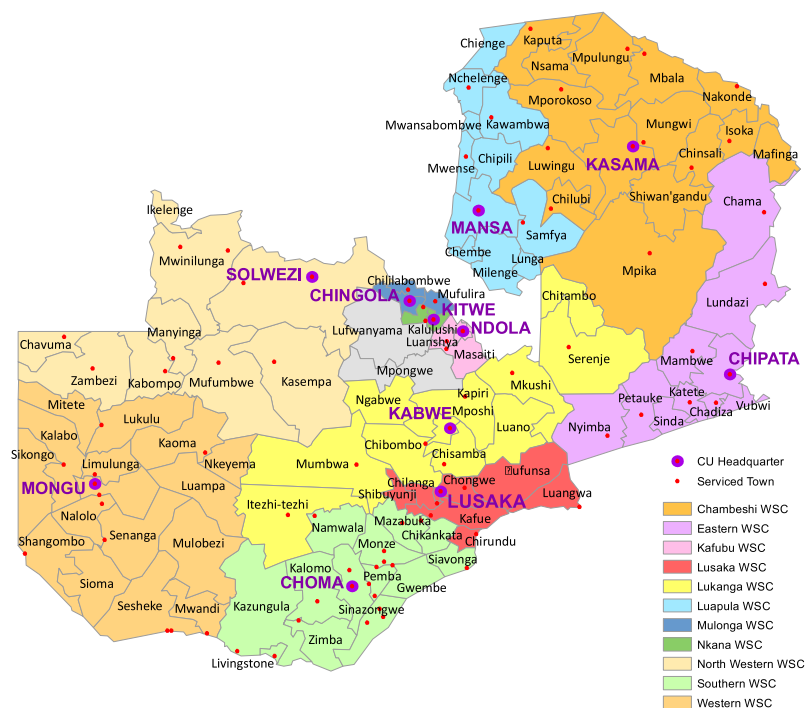 Chienge
Kaputa
Mpulungu
Nsama
Nchelenge
Mbala
Mporokoso
Nakonde
Mwansabombwe
Kawambwa
Mungwi
Isoka
Chipili
KASAMA
Chinsali
Mafinga
Mwense
Luwingu
Shiwan'gandu
Chama
Chilubi
Ikelenge
MANSA
Samfya
Mwinilunga
Chembe
Lunga
SOLWEZI
Milenge
Mpika
Chililabombwe
CHINGOLA
Mufulira
Chitambo
Lundazi
KITWE
Manyinga
Lufwanyama
Kalulushi
NDOLA
Chavuma
Luanshya
Masaiti
Serenje
Mambwe
CHIPATA
Zambezi
Kabompo
Mufumbwe
Kasempa
Mpongwe
Mkushi
Kapiri
Katete
Mitete
Ngabwe
Petauke
Vubwi
Mposhi
Chadiza
Lukulu
KABWE
Sinda
Nyimba
Luano
Kalabo
Kaoma
Chibombo
Sikongo
Limulunga
Nkeyema
Mumbwa
Chisamba
CU Headquarter
MONGU
Luampa
Chilanga
Chongwe
ufunsa
Serviced Town
Shibuyunji
LUSAKA
Luangwa
Itezhi-tezhi
Nalolo
Mazabuka
Kafue
Chambeshi WSC
Namwala
Senanga
Chikankata
Eastern WSC
Shangombo
Mulobezi
Monze
Chirundu
Kafubu WSC
Siavonga
Lusaka WSC
Kalomo
Pemba
Sioma
CHOMA
Gwembe
Lukanga WSC
Sesheke
Mwandi
Kazungula
Sinazongwe
Luapula WSC
Mulonga WSC
Zimba
Nkana WSC
Livingstone
North Western WSC
Southern WSC
Western WSC